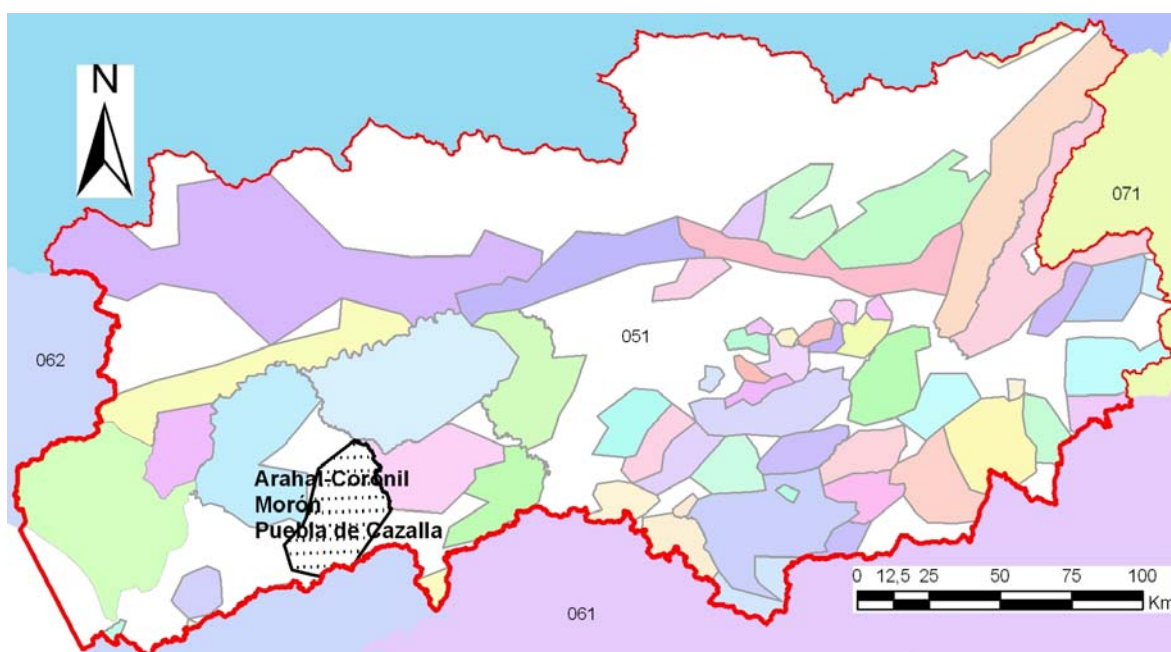 N
071
051
062
Arahal-Coronil
Morón
Puebla de Cazalla
0 12,5 25 50 75 100
Km
061